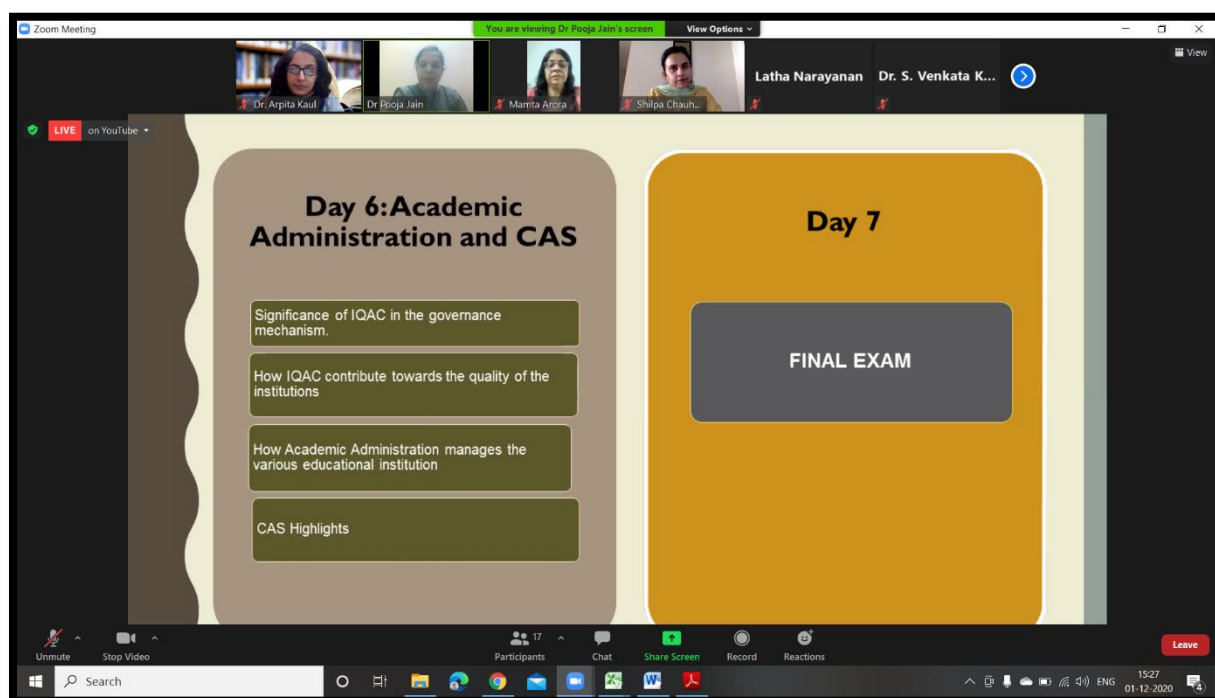 Zoom Meeting
You are viewing Dr Pooja Jain's screen
View Options
View
Dr. Arpita Kaul
Dr Pooja Jain
Mamta Arora
Shilpa Chauh...
Latha Narayanan
Dr. S. Venkata K...
LIVE
on YouTube
Day 6:Academic
Administration and CAS
Significance of IQAC in the governance
mechanism.
How IQAC contribute towards the quality of the
institutions
How Academic Administration manages the
various educational institution
CAS Highlights
Day 7
FINAL EXAM
Unmute
Stop Video
17
Participants
Chat
Share Screen
Record
Reactions
Leave
Search
ENG
15:27
01-12-2020
4